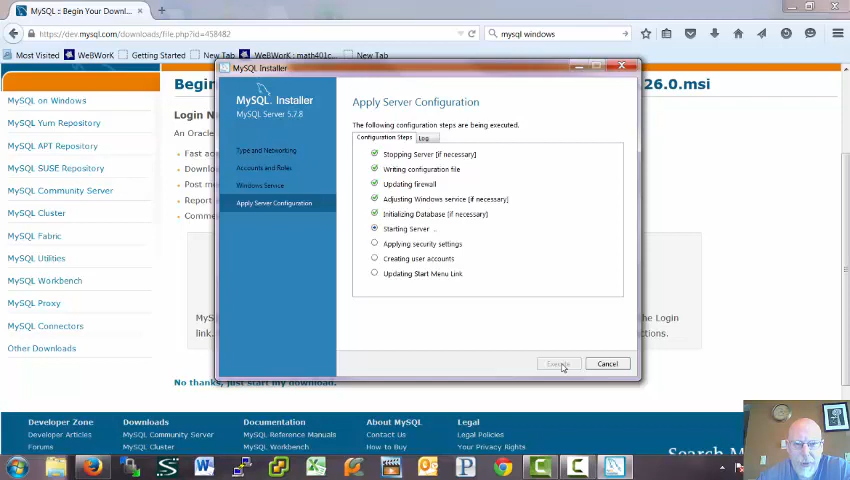 MySQL :: Begin Your Downl...
https://dev.mysql.com/downloads/file.php?id=458482
mysql windows
Most Visited
WeBWorK
Getting Started
New Tab
WeBWorK : math401c
New Tab
Begin
26.0.msi
MySQL on Windows
MySQL Yum Repository
MySQL APT Repository
MySQL SUSE Repository
MySQL Community Server
MySQL Cluster
MySQL Fabric
MySQL Utilities
MySQL Workbench
MySQL Proxy
MySQL Connectors
Other Downloads
Login N
An Oracle
Fast ac
Downloa
Post me
Report a
Comme
MyS
link.
the Login
ctions.
No thanks, just start my download.
MySQL Installer
MySQL. Installer
MySQL Server 5.7.8
Type and Networking
Accounts and Roles
Windows Service
Apply Server Configuration
Apply Server Configuration
The following configuration steps are being executed.
Configuration Steps
Log
Stopping Server [if necessary]
Writing configuration file
Updating firewall
Adjusting Windows service [if necessary]
Initializing Database [if necessary]
Starting Server ..
Applying security settings
Creating user accounts
Updating Start Menu Link
Execute
Cancel
Developer Zone
Developer Articles
Forums
Downloads
MySQL Community Server
MySQL Cluster
Documentation
MySQL Reference Manuals
MySQL Workbench
About MySQL
Contact Us
How to Buy
Legal
Legal Policies
Your Privacy Rights
Search M